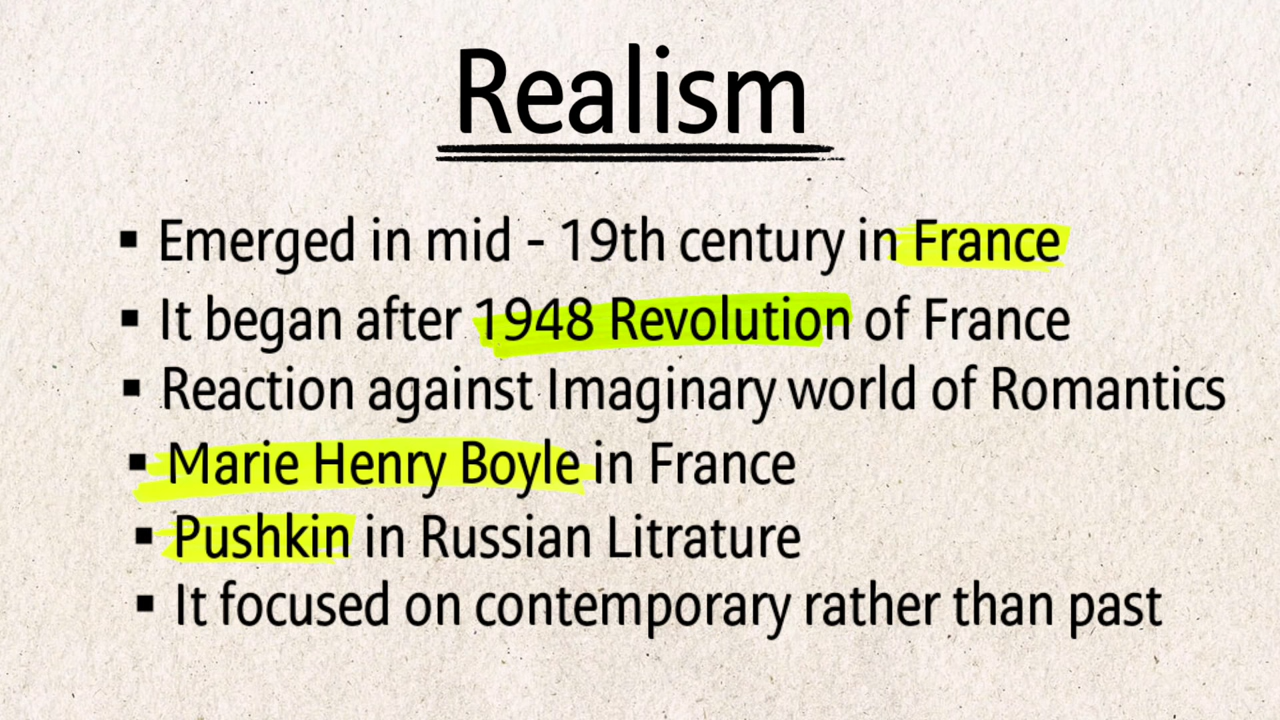 Realism
▪ Emerged in mid - 19th century in France
▪ It began after 1948 Revolution of France
▪ Reaction against Imaginary world of Romantics
▪ Marie Henry Boyle in France
▪ Pushkin in Russian Litrature
▪ It focused on contemporary rather than past